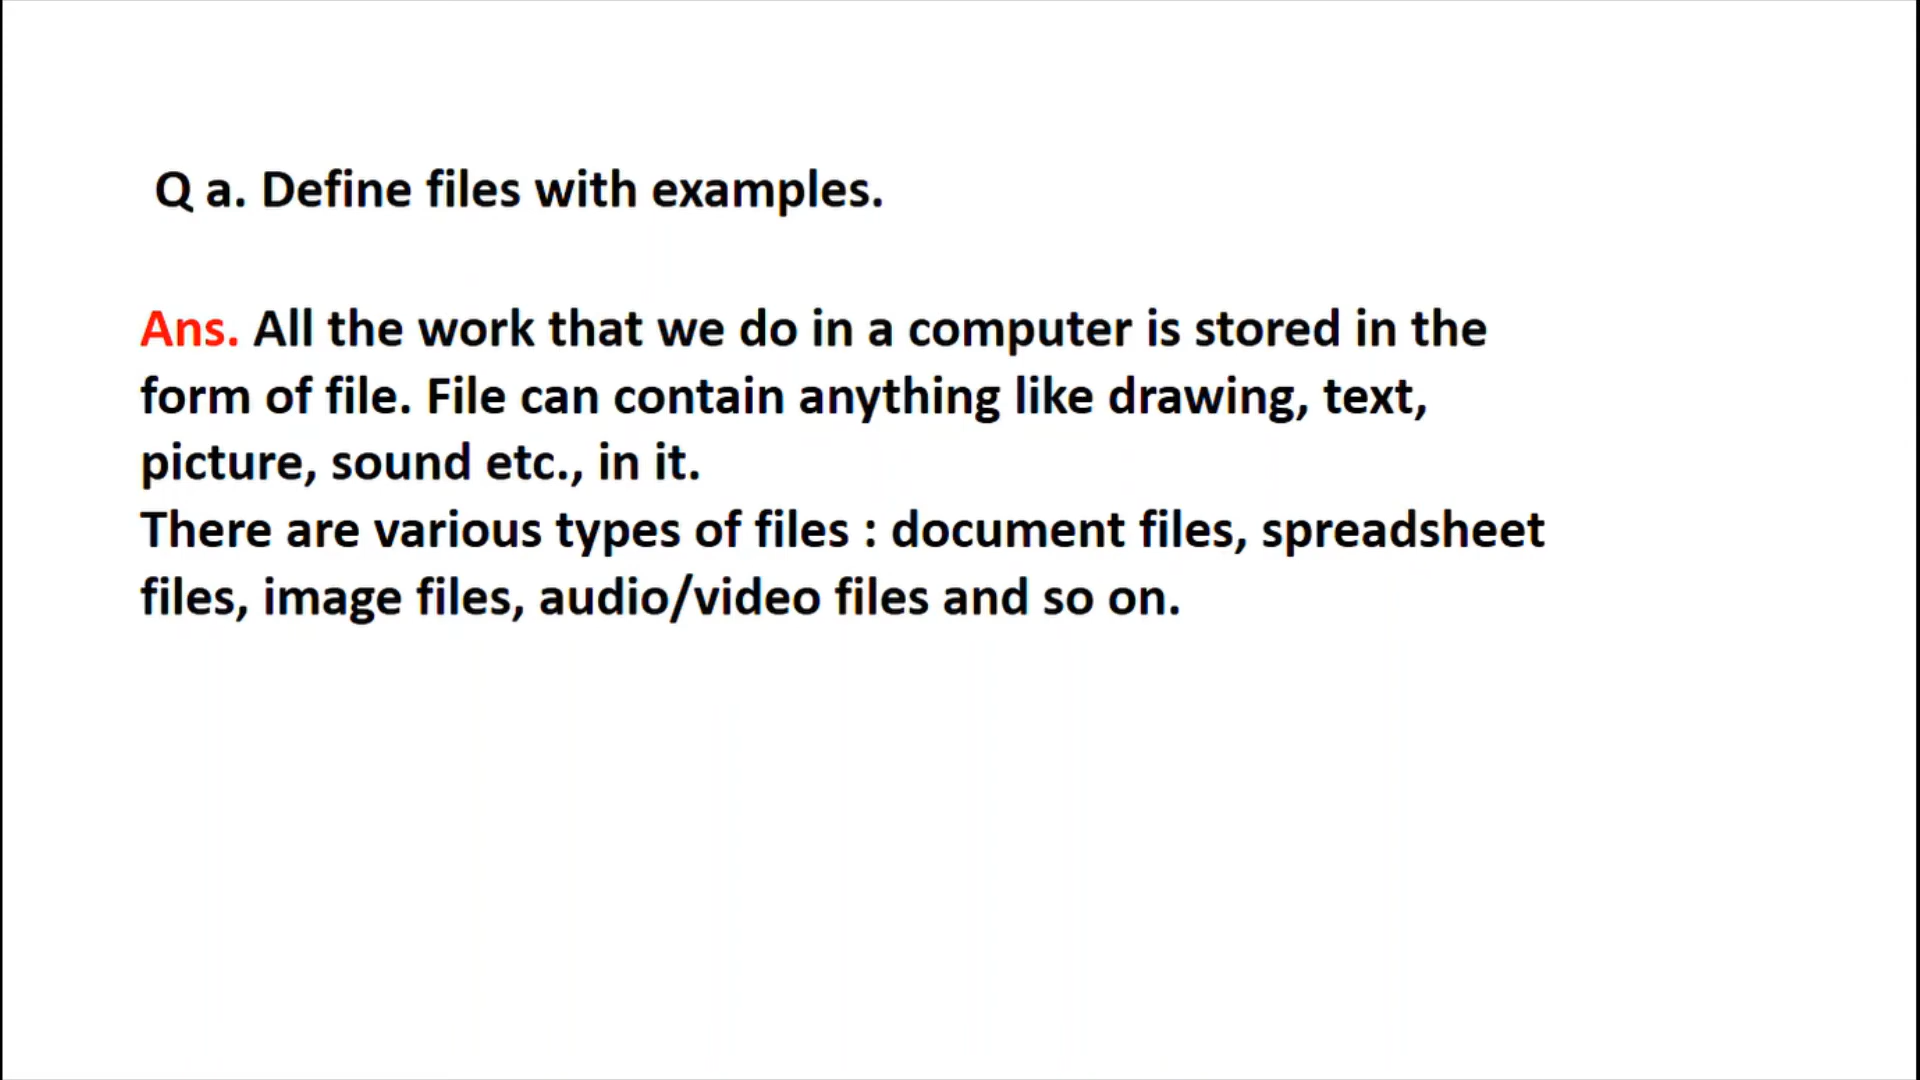 Q a. Define files with examples.
Ans. All the work that we do in a computer is stored in the
form of file. File can contain anything like drawing, text,
picture, sound etc., in it.
There are various types of files : document files, spreadsheet
files, image files, audio/video files and so on.